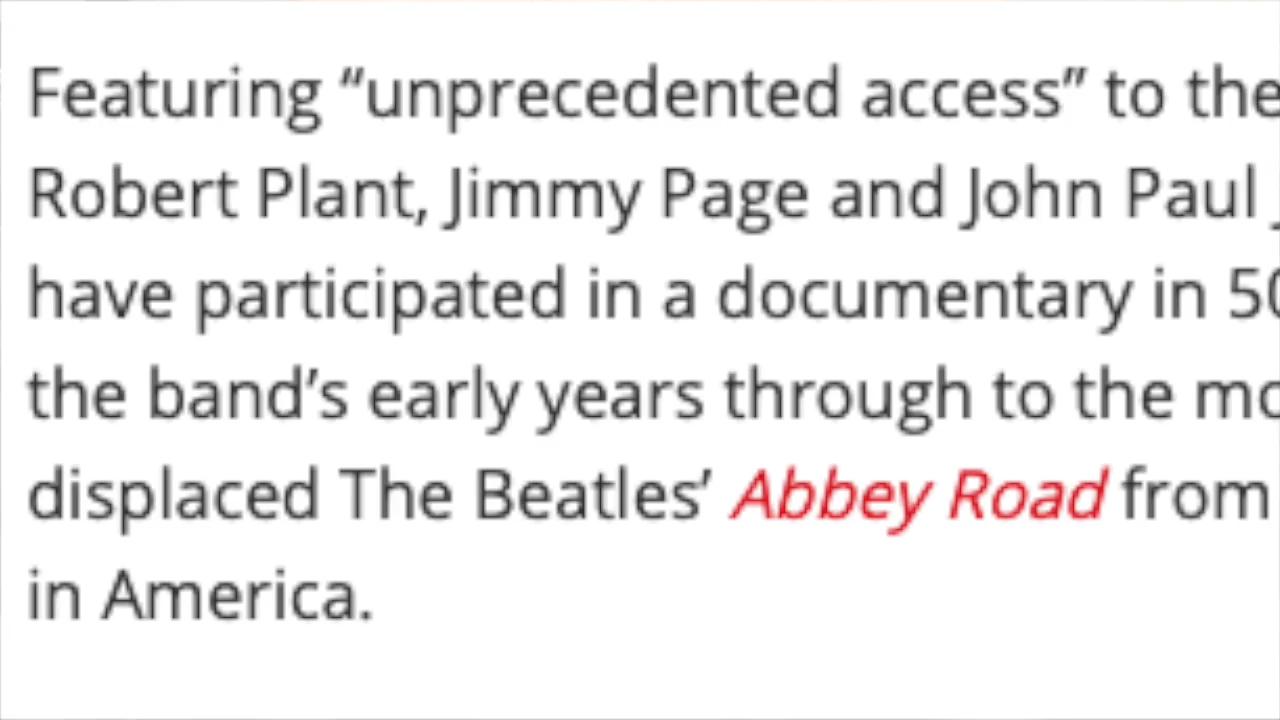 Featuring “unprecedented access” to the
Robert Plant, Jimmy Page and John Paul
have participated in a documentary in
the band’s early years through to the
displaced The Beatles’ Abbey Road from
in America.